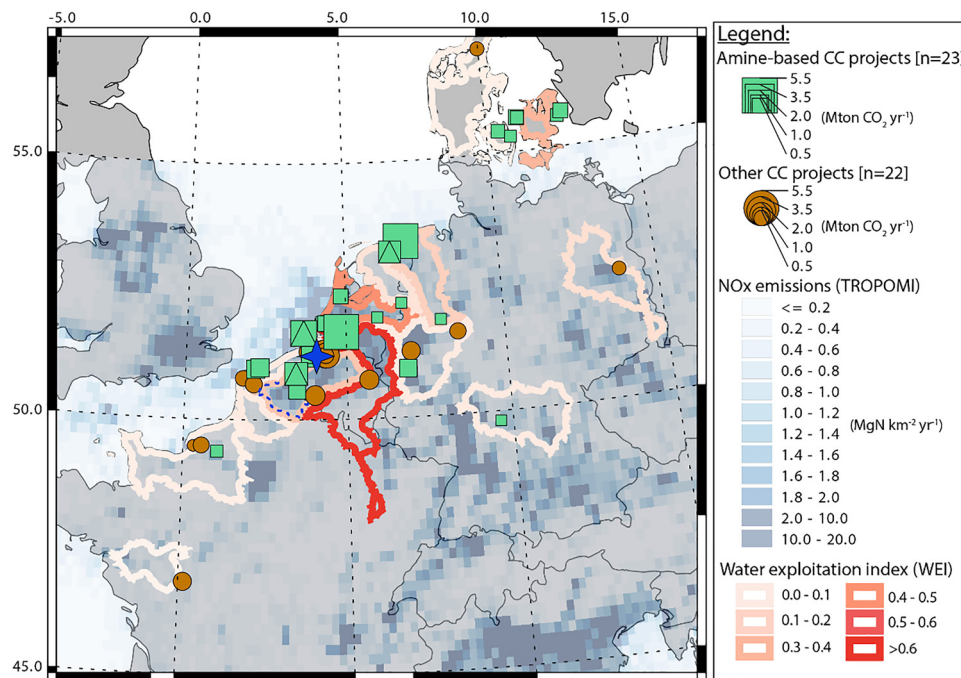 -5.0 0.0 5.0 10.0 15.0
55.0
50.0
45.0
Legend:
Amine-based CC projects [n=23]
5.5
3.5
2.0 (Mton CO₂ yr⁻¹)
1.0
0.5
Other CC projects [n=22]
5.5
3.5
2.0 (Mton CO₂ yr⁻¹)
1.0
0.5
NOx emissions (TROPOMI)
<= 0.2
0.2 - 0.4
0.4 - 0.6
0.6 - 0.8
0.8 - 1.0
1.0 - 1.2
1.2 - 1.4 (MgN km⁻² yr⁻¹)
1.4 - 1.6
1.6 - 1.8
1.8 - 2.0
2.0 - 10.0
10.0 - 20.0
Water exploitation index (WEI)
0.0 - 0.1 0.4 - 0.5
0.1 - 0.2 0.5 - 0.6
0.3 - 0.4 >0.6